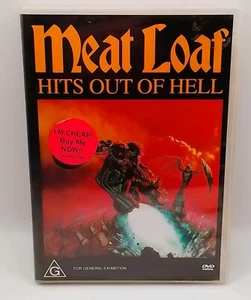 Meat Loaf
HITS OUT OF HELL
I'M CHEAP!
Buy Me
NOW!!
G
FOR GENERAL EXHIBITION
DVD